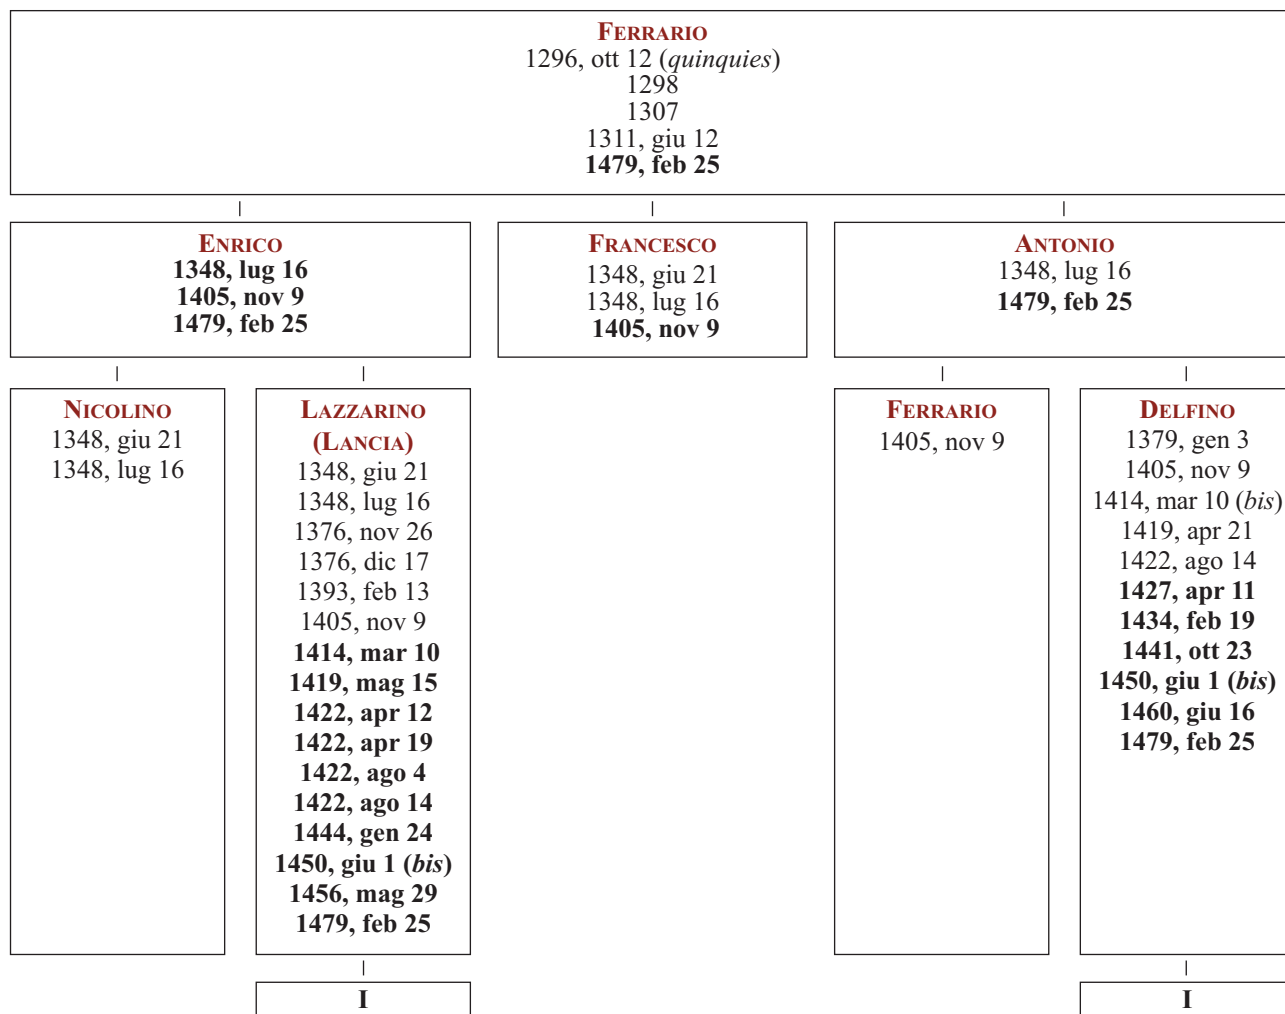 FERRARIO
1296, ott 12 (quinquies)
1298
1307
1311, giu 12
1479, feb 25
ENRICO
1348, lug 16
1405, nov 9
1479, feb 25
FRANCESCO
1348, giu 21
1348, lug 16
1405, nov 9
ANTONIO
1348, lug 16
1479, feb 25
NICOLINO
1348, giu 21
1348, lug 16
LAZZARINO
(LANCIA)
1348, giu 21
1348, lug 16
1376, nov 26
1376, dic 17
1393, feb 13
1405, nov 9
1414, mar 10
1419, mag 15
1422, apr 12
1422, apr 19
1422, ago 4
1422, ago 14
1444, gen 24
1450, giu 1 (bis)
1456, mag 29
1479, feb 25
FERRARIO
1405, nov 9
DELFINO
1379, gen 3
1405, nov 9
1414, mar 10 (bis)
1419, apr 21
1422, ago 14
1427, apr 11
1434, feb 19
1441, ott 23
1450, giu 1 (bis)
1460, giu 16
1479, feb 25
I
I